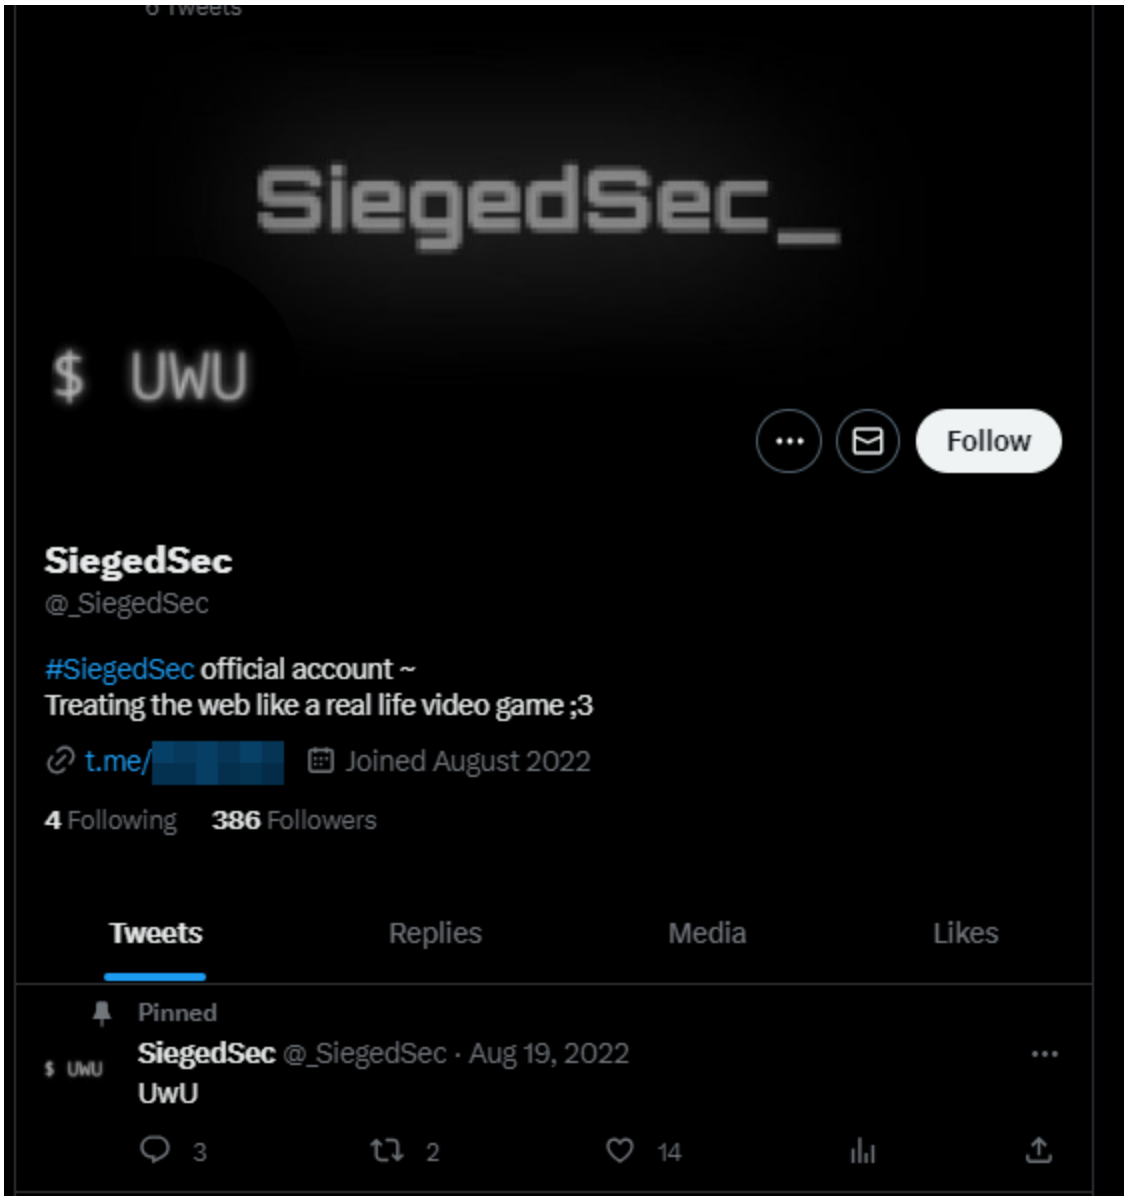 6 Tweets
SiegedSec_
$ UWU
Follow
SiegedSec
@_SiegedSec
#SiegedSec official account ~
Treating the web like a real life video game ;3
t.me/ Joined August 2022
4 Following 386 Followers
Tweets Replies Media Likes
Pinned
SiegedSec @_SiegedSec · Aug 19, 2022
$ UWU
UwU
3 2 14